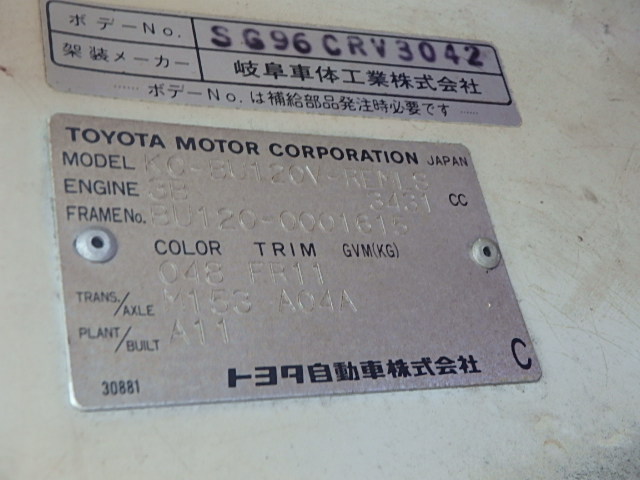 ボデーNo. SG96CRV3042
架装メーカー 岐阜車体工業株式会社
……ボデーNo.は補給部品発注時必要です……
TOYOTA MOTOR CORPORATION JAPAN
MODEL KC-BU120V-REMLS
ENGINE 3B 3431 CC
FRAME No. BU120-0001615
COLOR TRIM GVM(KG)
048 FR11
TRANS./AXLE M153 A04A
PLANT/BUILT A11
トヨタ自動車株式会社 C
30881